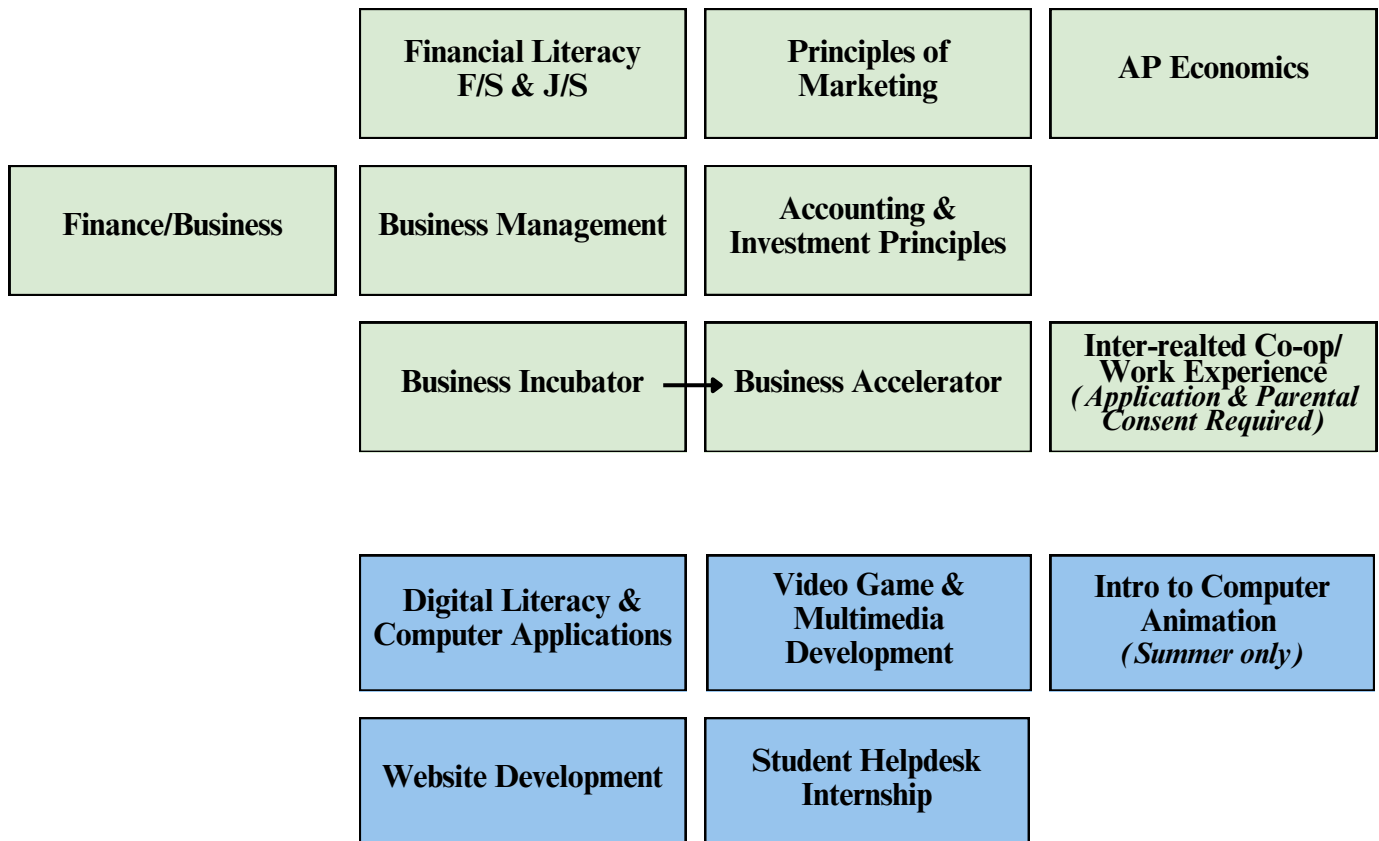 Financial Literacy
F/S & J/S
Principles of
Marketing
AP Economics
Finance/Business
Business Management
Accounting &
Investment Principles
Business Incubator
Business Accelerator
Inter-realted Co-op/
Work Experience
(Application & Parental
Consent Required)
Digital Literacy &
Computer Applications
Video Game &
Multimedia
Development
Intro to Computer
Animation
(Summer only)
Website Development
Student Helpdesk
Internship